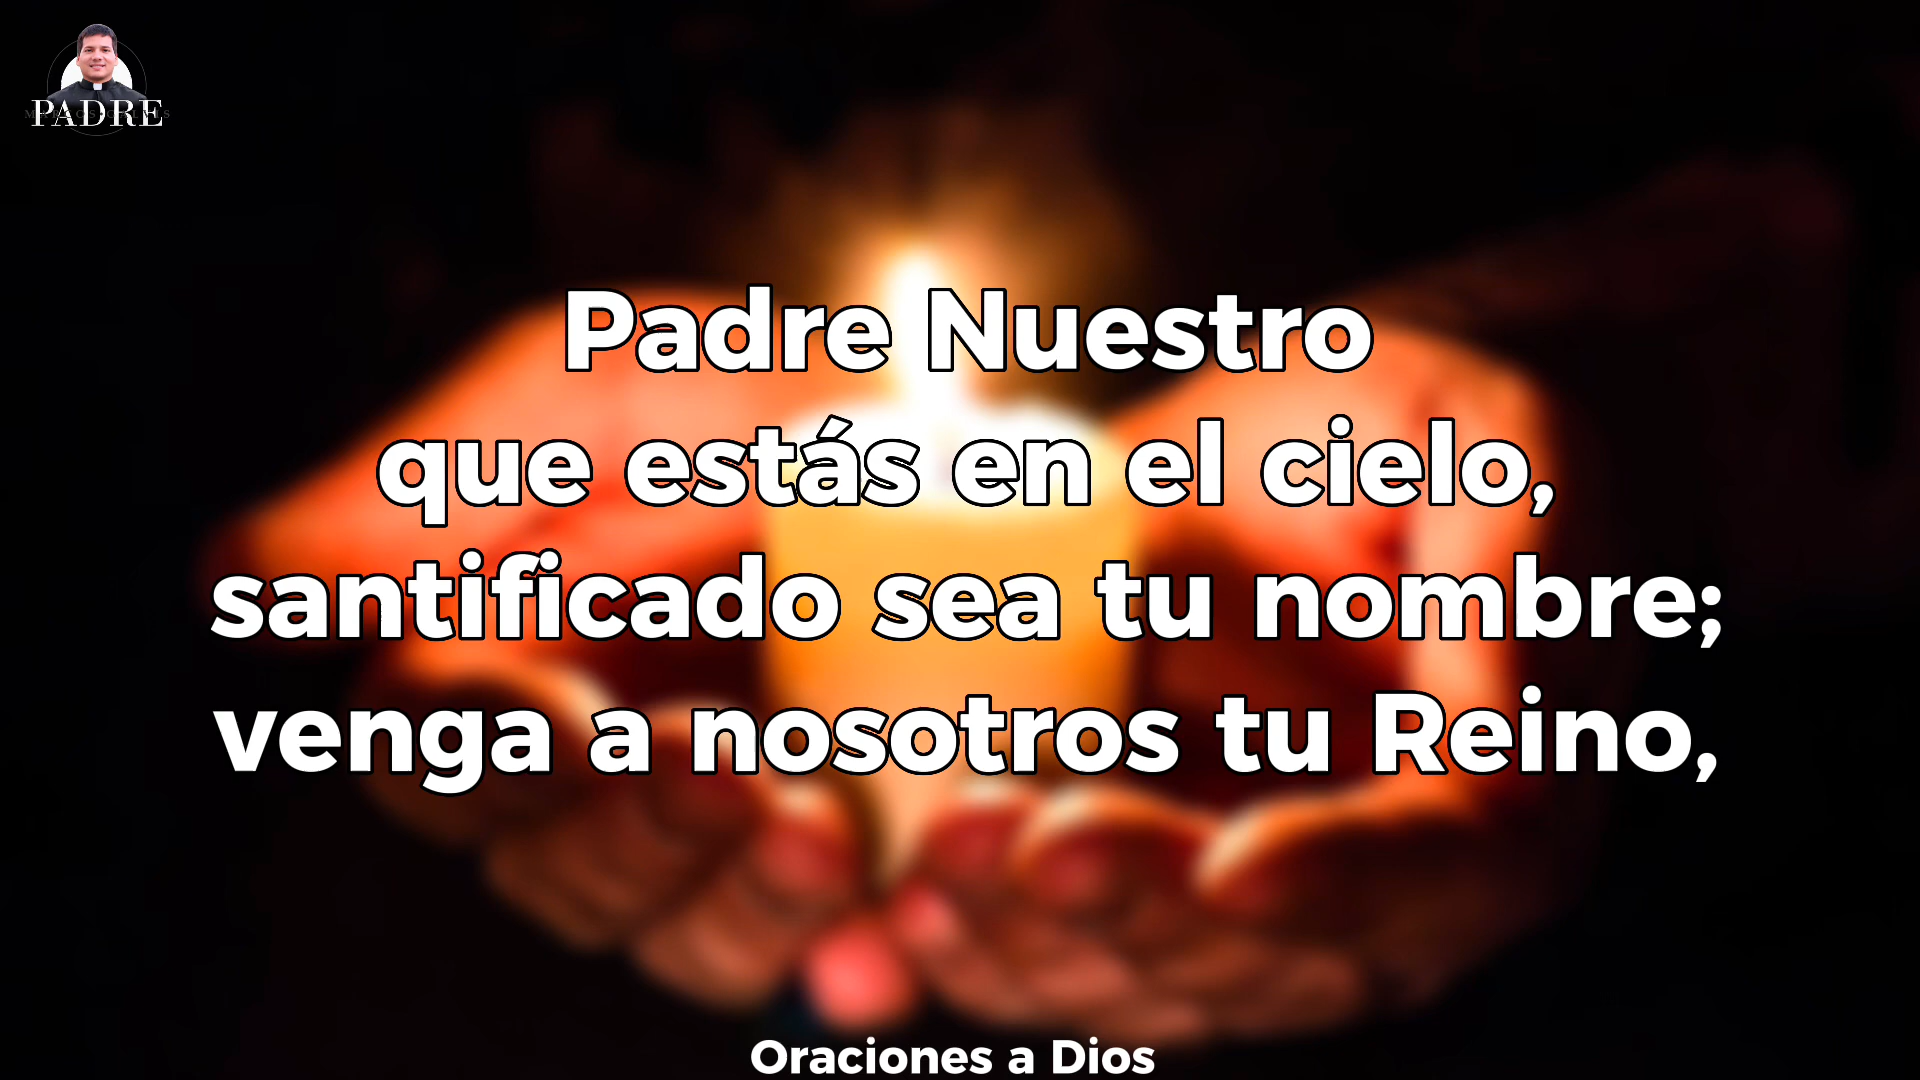 PADRE
Padre Nuestro
que estás en el cielo,
santificado sea tu nombre;
venga a nosotros tu Reino,
Oraciones a Dios